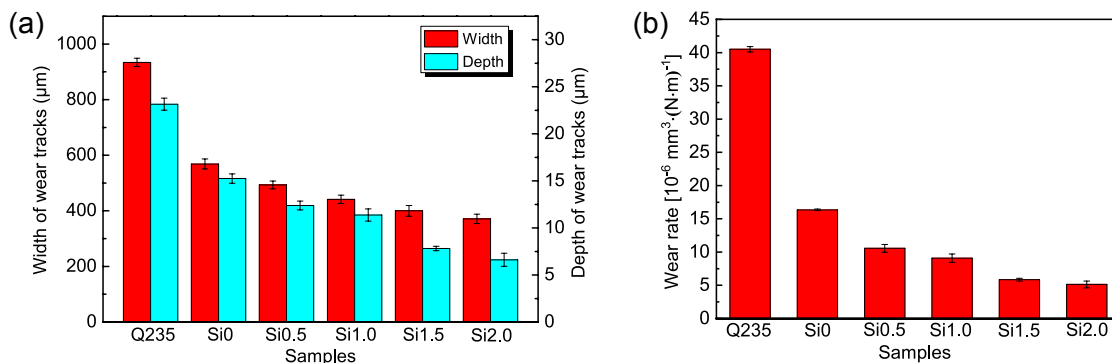 (a)
Width of wear tracks (μm)
1000
800
600
400
200
0
Width
Depth
30
25
20
15
10
5
0
Depth of wear tracks (μm)
Q235 Si0 Si0.5 Si1.0 Si1.5 Si2.0
Samples
(b)
Wear rate [10⁻⁶ mm³·(N·m)⁻¹]
45
40
35
30
25
20
15
10
5
0
Q235 Si0 Si0.5 Si1.0 Si1.5 Si2.0
Samples